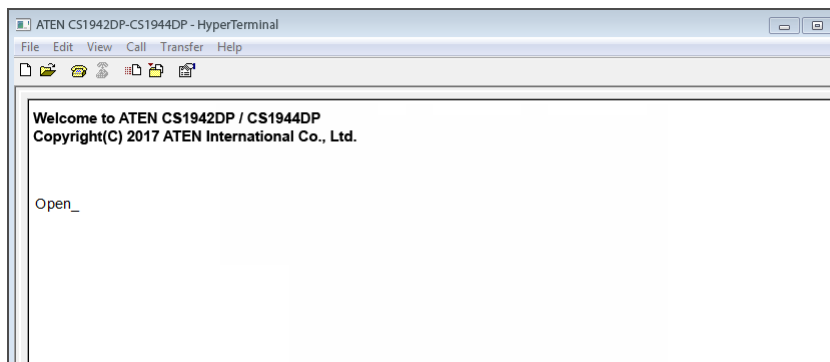 ATEN CS1942DP-CS1944DP - HyperTerminal
File Edit View Call Transfer Help
Welcome to ATEN CS1942DP / CS1944DP
Copyright(C) 2017 ATEN International Co., Ltd.
Open_